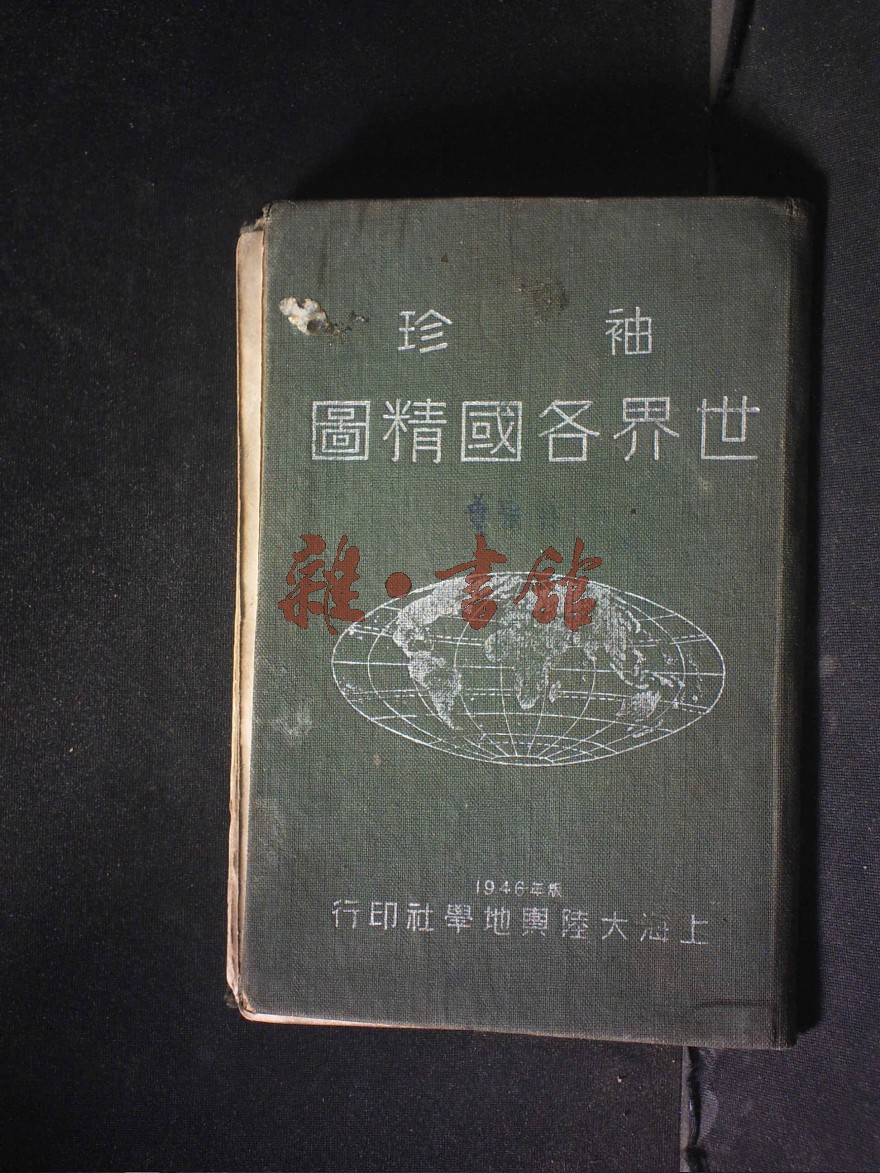 袖珍
世界各國精圖
雜·書館
1946年版
上海大陸輿地學社印行